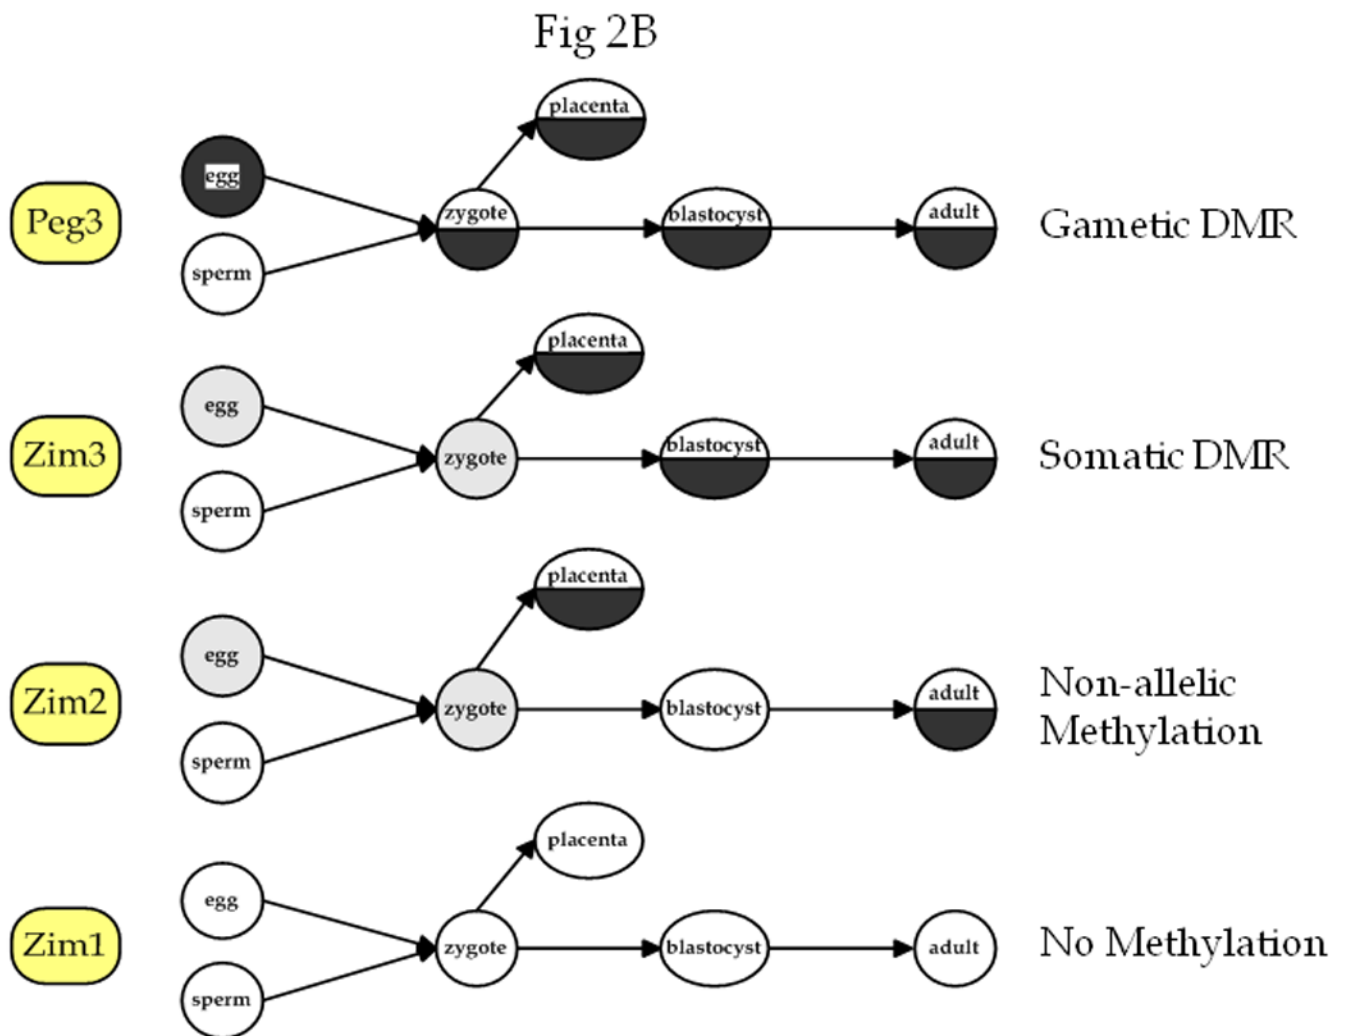 Fig 2B
placenta
egg
Peg3
zygote
blastocyst
adult
Gametic DMR
sperm
placenta
egg
Zim3
zygote
blastocyst
adult
Somatic DMR
sperm
placenta
egg
Zim2
zygote
blastocyst
adult
Non-allelic
Methylation
sperm
placenta
egg
Zim1
zygote
blastocyst
adult
No Methylation
sperm